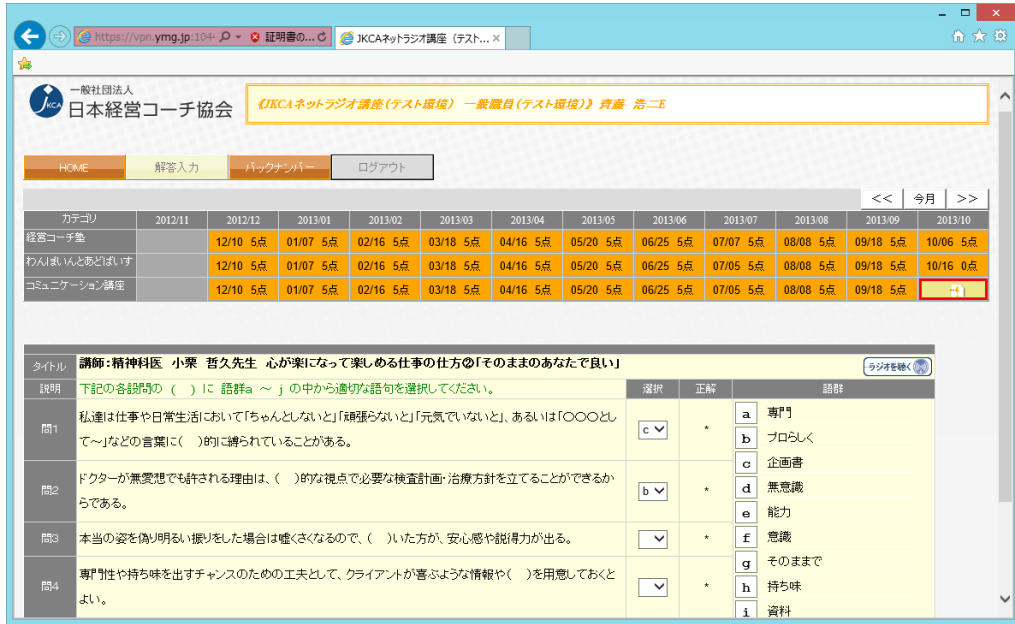 https://vpn.ymg.jp:104 証明書の... JKCAネットラジオ講座 (テスト...
JKCA
一般社団法人
日本経営コーチ協会
《JKCAネットラジオ講座(テスト環境) 一般職員(テスト環境)》 齊藤 浩二E
HOME 解答入力 バックナンバー ログアウト
<< 今月 >>
カテゴリ 2012/11 2012/12 2013/01 2013/02 2013/03 2013/04 2013/05 2013/06 2013/07 2013/08 2013/09 2013/10
経営コーチ塾 12/10 5点 01/07 5点 02/16 5点 03/18 5点 04/16 5点 05/20 5点 06/25 5点 07/07 5点 08/08 5点 09/18 5点 10/06 5点
わんぽいんとあどばいす 12/10 5点 01/07 5点 02/16 5点 03/18 5点 04/16 5点 05/20 5点 06/25 5点 07/05 5点 08/08 5点 09/18 5点 10/16 0点
コミュニケーション講座 12/10 5点 01/07 5点 02/16 5点 03/18 5点 04/16 5点 05/20 5点 06/25 5点 07/05 5点 08/08 5点 09/18 5点
タイトル 講師:精神科医 小栗 哲久先生 心が楽になって楽しめる仕事の仕方②「そのままのあなたで良い」 ラジオを聴く
説明 下記の各設問の ( ) に 語群a ~ j の中から適切な語句を選択してください。 選択 正解 語群
問1 私達は仕事や日常生活において「ちゃんとしないと」「頑張らないと」「元気でいないと」、あるいは「〇〇〇とし
て~」などの言葉に( )的に縛られていることがある。 c *
問2 ドクターが無愛想でも許される理由は、( )的な視点で必要な検査計画・治療方針を立てることができるか
らである。 b *
問3 本当の姿を偽り明るい振りをした場合は嘘くさくなるので、( )いた方が、安心感や説得力が出る。 *
問4 専門性や持ち味を出すチャンスのための工夫として、クライアントが喜ぶような情報や( )を用意しておくと
よい。 *
a 専門
b プロらしく
c 企画書
d 無意識
e 能力
f 意識
g そのままで
h 持ち味
i 資料